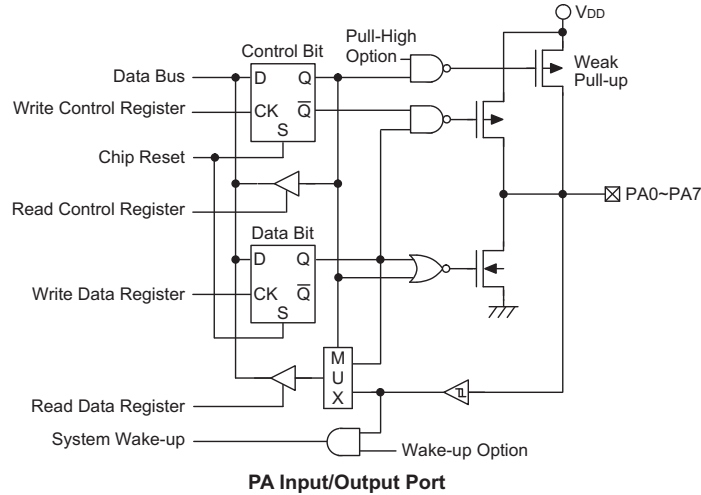 VDD
Control Bit
Pull-High
Option
Weak
Pull-up
Data Bus
D
Q
Write Control Register
CK
Q
S
Chip Reset
Read Control Register
PA0~PA7
Data Bit
D
Q
Write Data Register
CK
Q
S
M
U
X
Read Data Register
System Wake-up
Wake-up Option
PA Input/Output Port